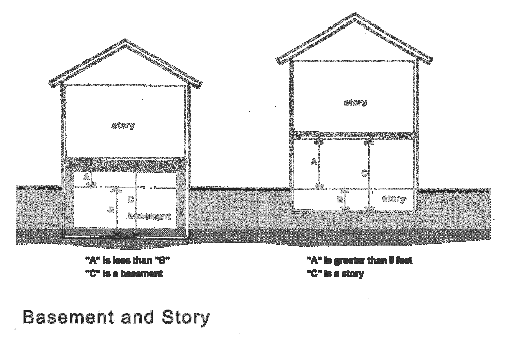 story
story
A
A
C
B
C
B
basement
story
"A" is less than "B"
"C" is a basement
"A" is greater than 6 feet
"C" is a story
Basement and Story